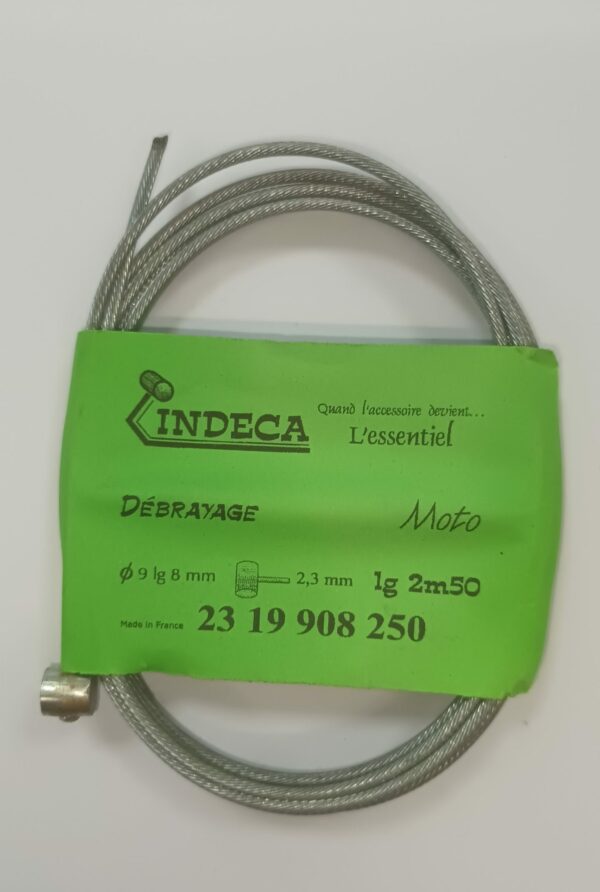 INDECA
Quand l'accessoire devient...
L'essentiel
DÉBRAYAGE Moto
ϕ 9 lg 8 mm 2,3 mm lg 2m50
Made in France 23 19 908 250